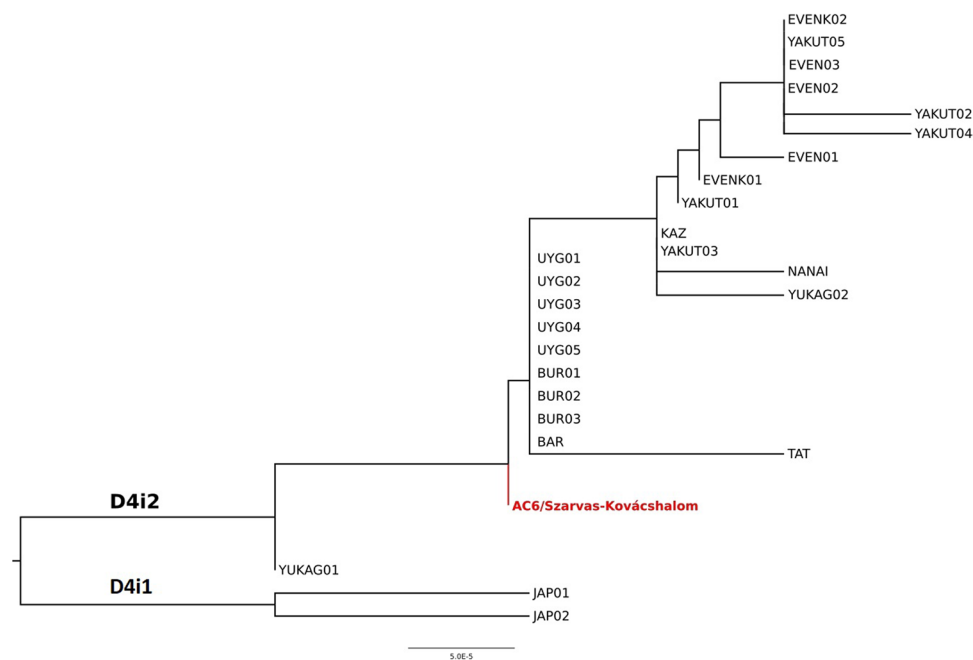 EVENK02
YAKUT05
EVEN03
EVEN02
YAKUT02
YAKUT04
EVEN01
EVENK01
YAKUT01
KAZ
YAKUT03
UYG01
NANAI
UYG02
YUKAG02
UYG03
UYG04
UYG05
BUR01
BUR02
BUR03
BAR
TAT
D4i2
AC6/Szarvas-Kovácshalom
YUKAG01
D4i1
JAP01
JAP02
5.0E-5